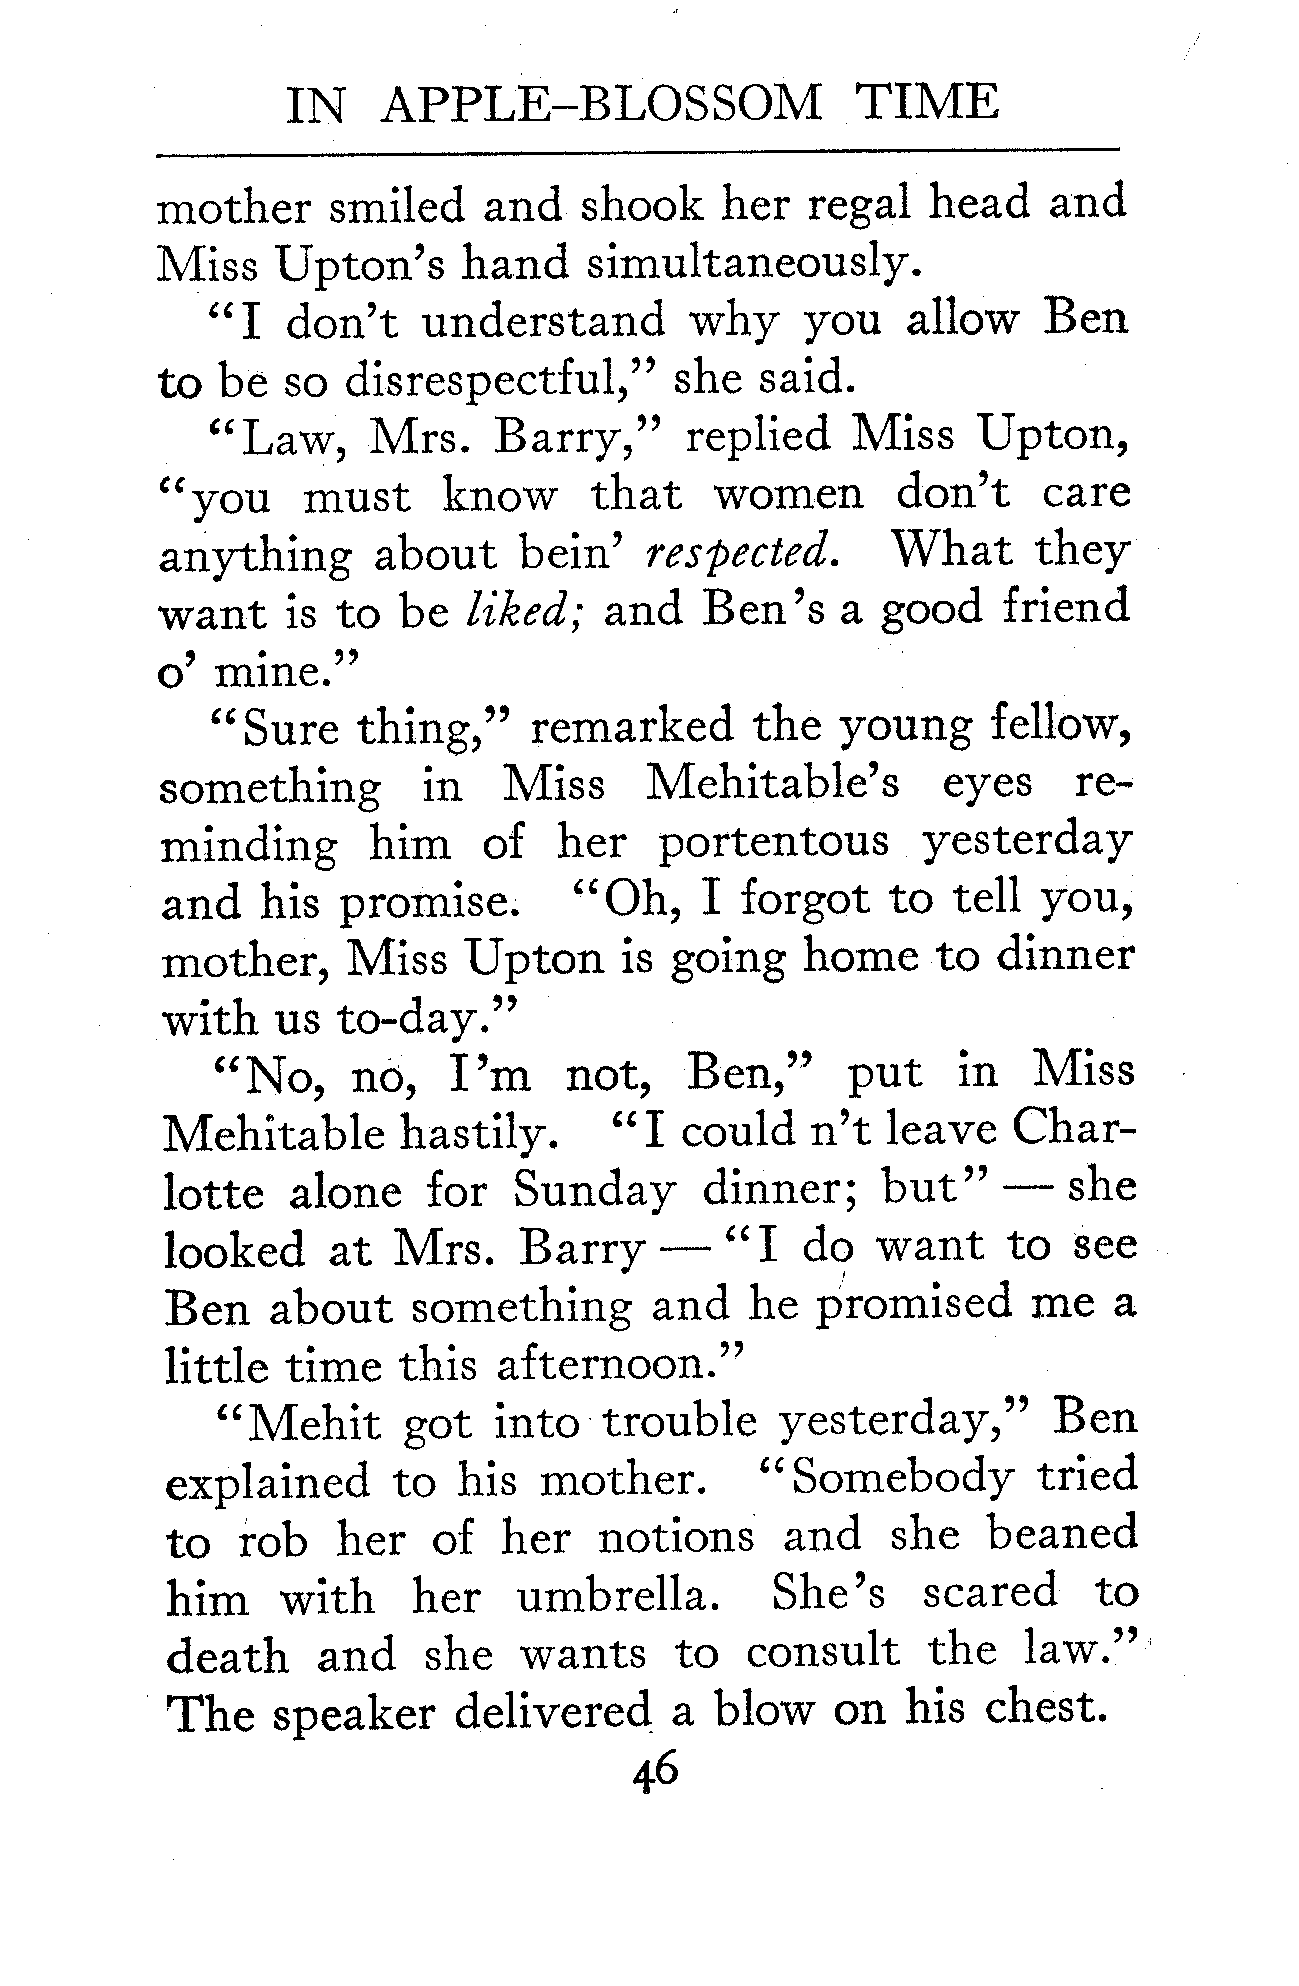 IN APPLE-BLOSSOM TIME
mother smiled and shook her regal head and
Miss Upton's hand simultaneously.
"I don't understand why you allow Ben
to be so disrespectful," she said.
"Law, Mrs. Barry," replied Miss Upton,
"you must know that women don't care
anything about bein' respected. What they
want is to be liked; and Ben's a good friend
o' mine."
"Sure thing," remarked the young fellow,
something in Miss Mehitable's eyes re-
minding him of her portentous yesterday
and his promise. "Oh, I forgot to tell you,
mother, Miss Upton is going home to dinner
with us to-day."
"No, no, I'm not, Ben," put in Miss
Mehitable hastily. "I could n't leave Char-
lotte alone for Sunday dinner; but" — she
looked at Mrs. Barry — "I do want to see
Ben about something and he promised me a
little time this afternoon."
"Mehit got into trouble yesterday," Ben
explained to his mother. "Somebody tried
to rob her of her notions and she beaned
him with her umbrella. She's scared to
death and she wants to consult the law."
The speaker delivered a blow on his chest.
46